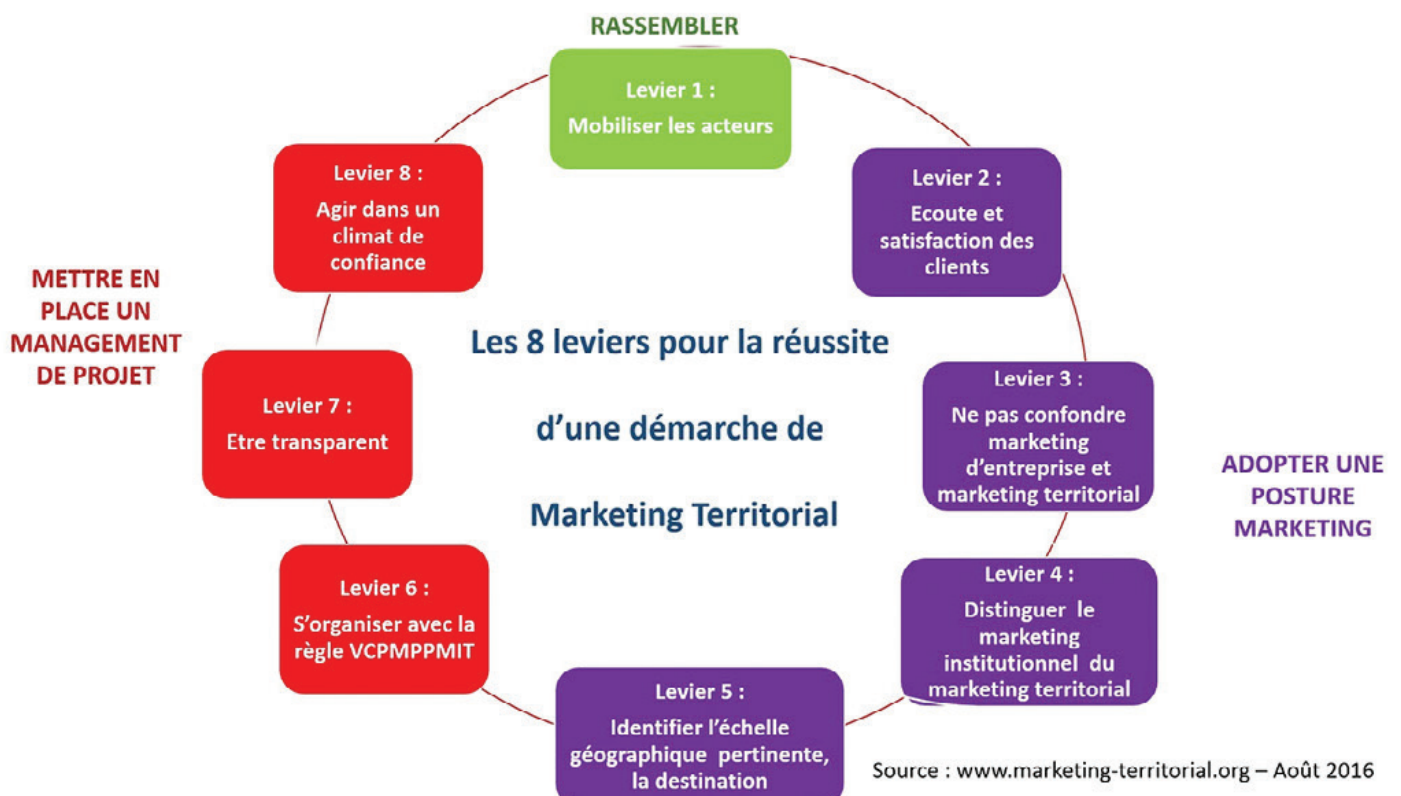 RASSEMBLER
Levier 1 :
Mobiliser les acteurs
Levier 2 :
Ecoute et
satisfaction des
clients
Levier 3 :
Ne pas confondre
marketing
d'entreprise et
marketing territorial
ADOPTER UNE
POSTURE
MARKETING
Levier 4 :
Distinguer le
marketing
institutionnel du
marketing territorial
Levier 5 :
Identifier l'échelle
géographique pertinente,
la destination
Levier 6 :
S'organiser avec la
règle VCPMPPMIT
Levier 7 :
Etre transparent
Levier 8 :
Agir dans un
climat de
confiance
METTRE EN
PLACE UN
MANAGEMENT
DE PROJET
Les 8 leviers pour la réussite
d'une démarche de
Marketing Territorial
Source : www.marketing-territorial.org – Août 2016